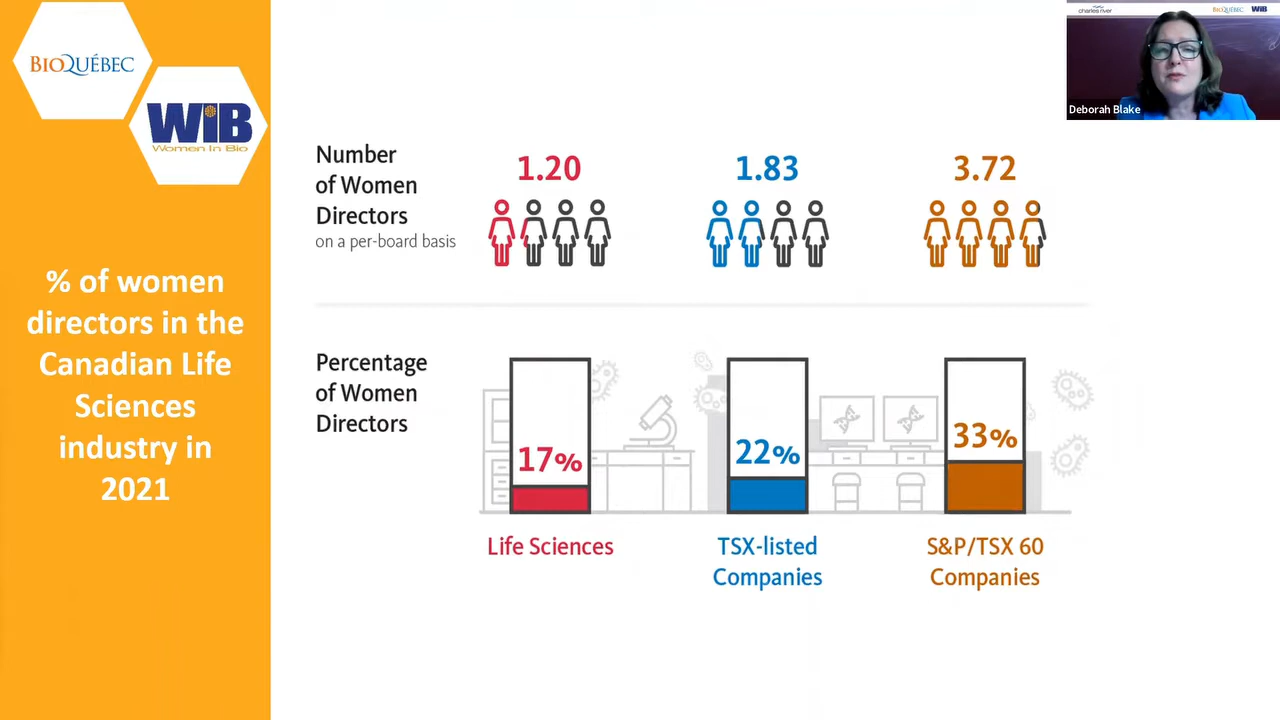 BIOQUÉBEC
WiB
Women In Bio
% of women
directors in the
Canadian Life
Sciences
industry in
2021
Number
of Women
Directors
on a per-board basis
1.20
1.83
3.72
Percentage
of Women
Directors
17%
22%
33%
Life Sciences
TSX-listed
Companies
S&P/TSX 60
Companies
charles river
BIOQUÉBEC
WiB
Deborah Blake